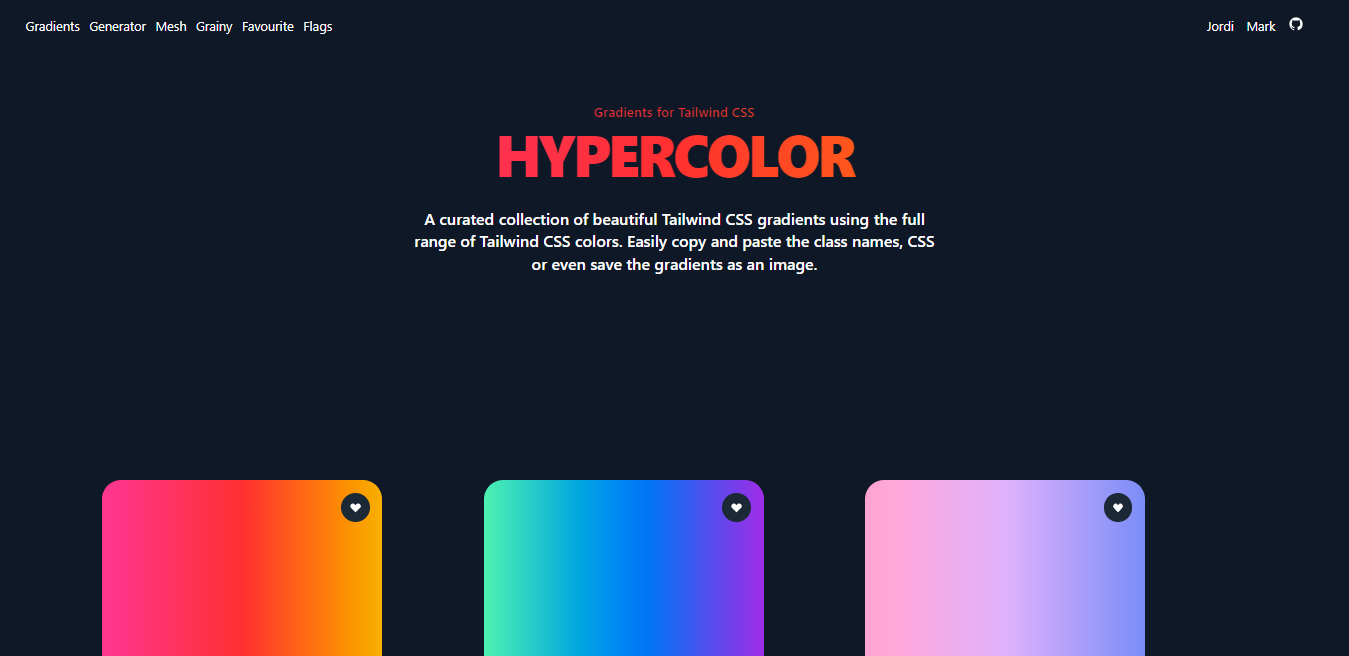 Gradients Generator Mesh Grainy Favourite Flags
Jordi Mark
Gradients for Tailwind CSS
HYPERCOLOR
A curated collection of beautiful Tailwind CSS gradients using the full
range of Tailwind CSS colors. Easily copy and paste the class names, CSS
or even save the gradients as an image.